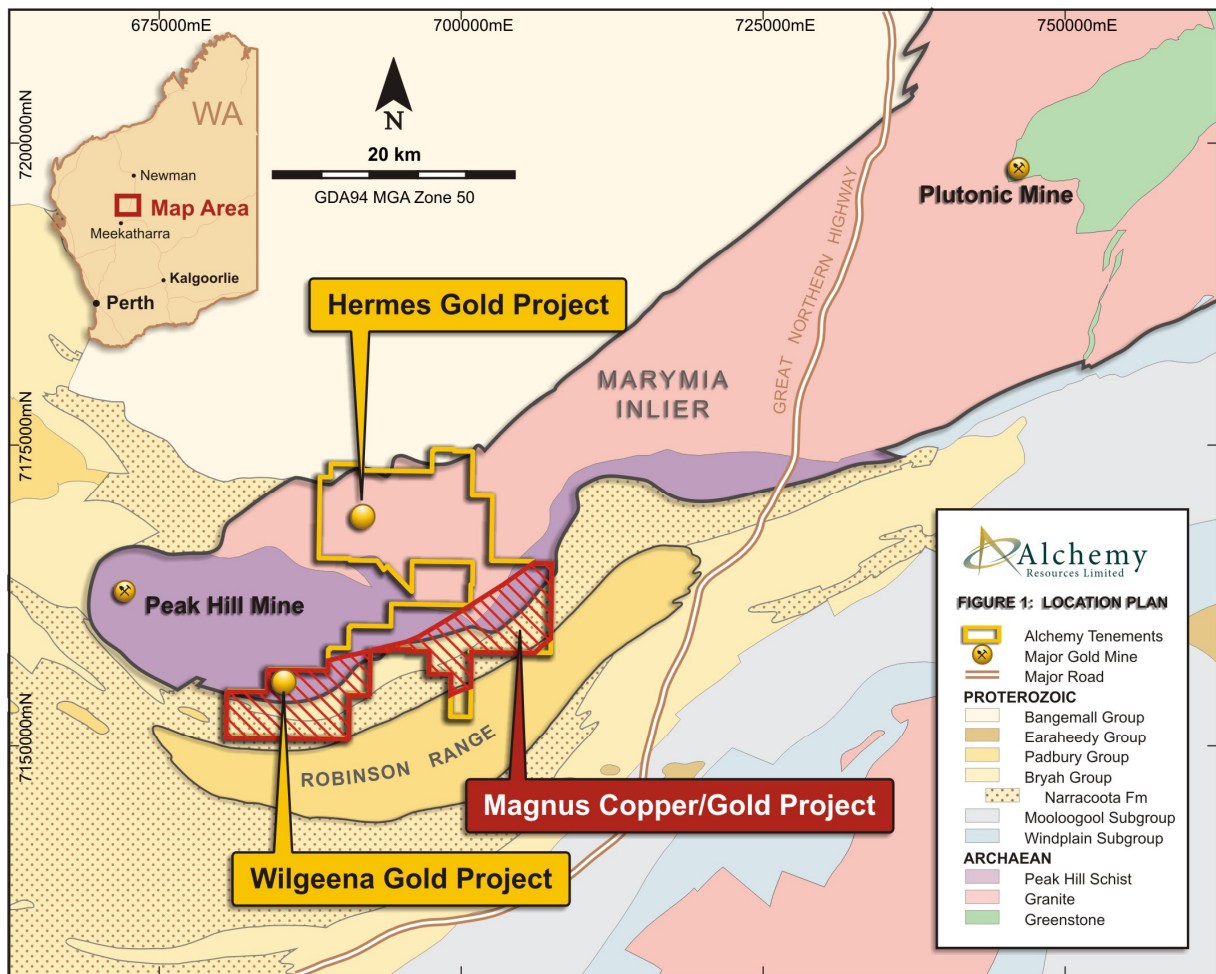 675000mE
700000mE
725000mE
750000mE
7200000mN
7175000mN
7150000mN
WA
Newman
Map Area
Meekatharra
Kalgoorlie
Perth
N
20 km
GDA94 MGA Zone 50
Plutonic Mine
GREAT NORTHERN HIGHWAY
Hermes Gold Project
MARYMIA
INLIER
Peak Hill Mine
ROBINSON RANGE
Magnus Copper/Gold Project
Wilgeena Gold Project
Alchemy
Resources Limited
FIGURE 1: LOCATION PLAN
Alchemy Tenements
Major Gold Mine
Major Road
PROTEROZOIC
Bangemall Group
Earaheedy Group
Padbury Group
Bryah Group
Narracoota Fm
Mooloogool Subgroup
Windplain Subgroup
ARCHAEAN
Peak Hill Schist
Granite
Greenstone